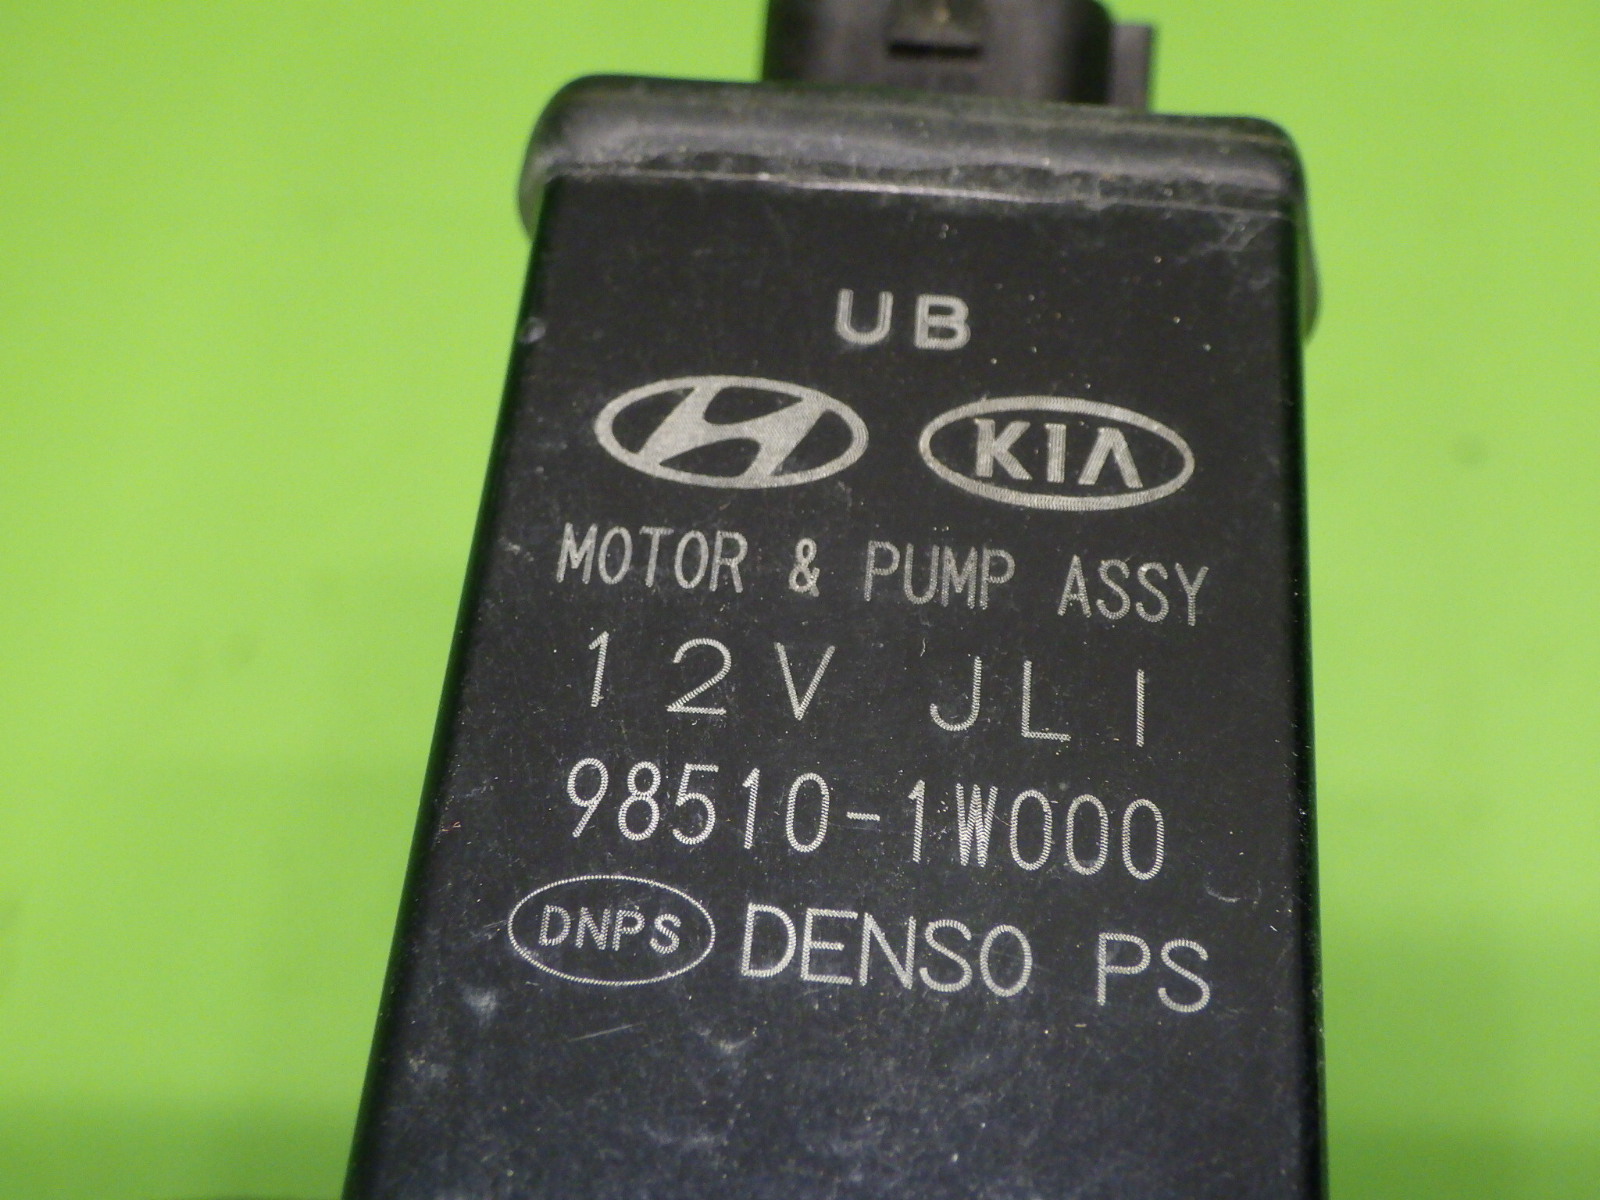 UB
KIA
MOTOR & PUMP ASSY
12V JLI
98510-1W000
DNPS DENSO PS